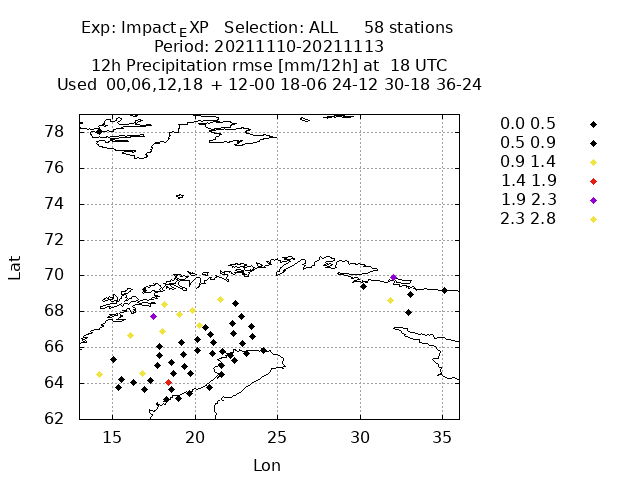 Exp: Impact_EXP   Selection: ALL     58 stations
Period: 20211110-20211113
12h Precipitation rmse [mm/12h] at  18 UTC
Used  00,06,12,18  + 12-00 18-06 24-12 30-18 36-24
0.0 0.5
0.5 0.9
0.9 1.4
1.4 1.9
1.9 2.3
2.3 2.8
78
76
74
72
70
68
66
64
62
Lat
15 20 25 30 35
Lon